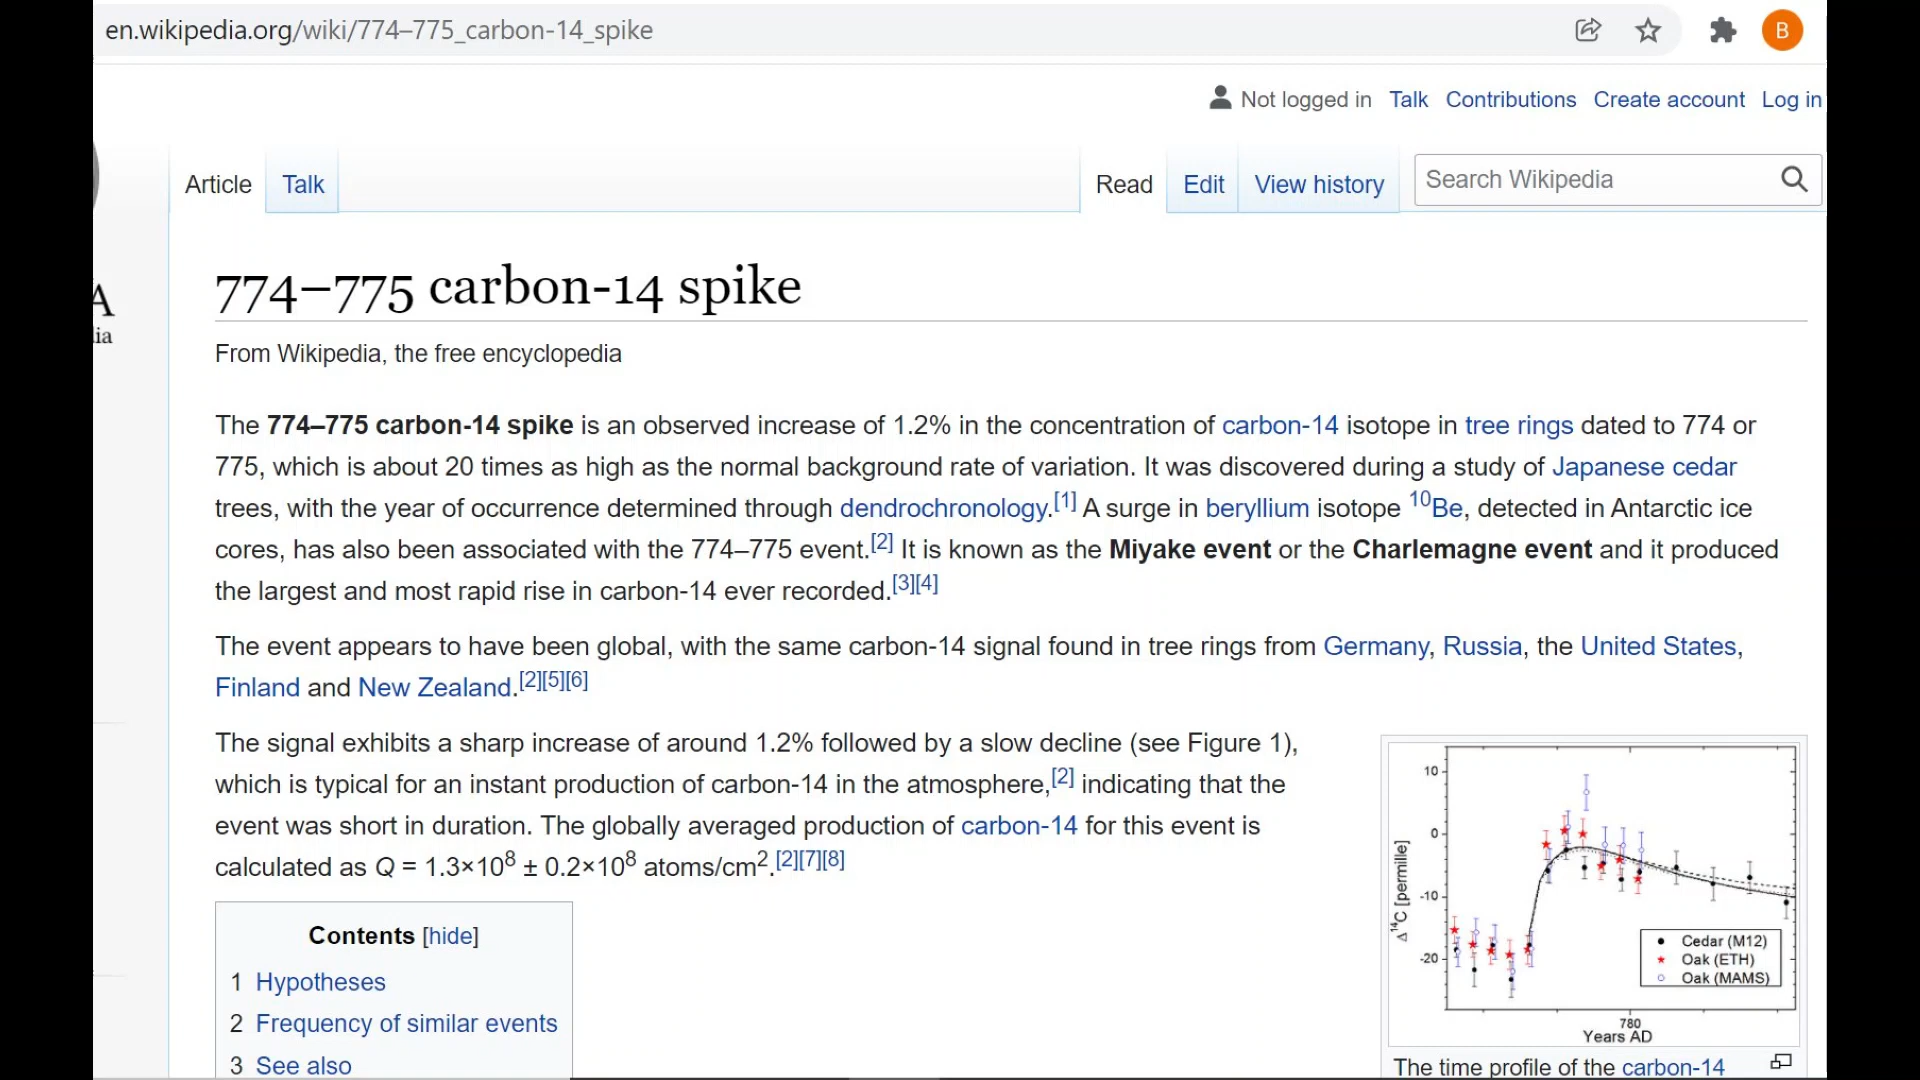 en.wikipedia.org/wiki/774–775_carbon-14_spike
B
Not logged in Talk Contributions Create account Log in
Article Talk Read Edit View history Search Wikipedia
A
ia
774–775 carbon-14 spike
From Wikipedia, the free encyclopedia
The 774–775 carbon-14 spike is an observed increase of 1.2% in the concentration of carbon-14 isotope in tree rings dated to 774 or
775, which is about 20 times as high as the normal background rate of variation. It was discovered during a study of Japanese cedar
trees, with the year of occurrence determined through dendrochronology.[1] A surge in beryllium isotope ¹⁰Be, detected in Antarctic ice
cores, has also been associated with the 774–775 event.[2] It is known as the Miyake event or the Charlemagne event and it produced
the largest and most rapid rise in carbon-14 ever recorded.[3][4]
The event appears to have been global, with the same carbon-14 signal found in tree rings from Germany, Russia, the United States,
Finland and New Zealand.[2][5][6]
The signal exhibits a sharp increase of around 1.2% followed by a slow decline (see Figure 1),
which is typical for an instant production of carbon-14 in the atmosphere,[2] indicating that the
event was short in duration. The globally averaged production of carbon-14 for this event is
calculated as Q = 1.3×10⁸ ± 0.2×10⁸ atoms/cm².[2][7][8]
Contents [hide]
1 Hypotheses
2 Frequency of similar events
3 See also
10
0
-10
-20
Δ¹⁴C [permille]
Cedar (M12)
Oak (ETH)
Oak (MAMS)
780
Years AD
The time profile of the carbon-14